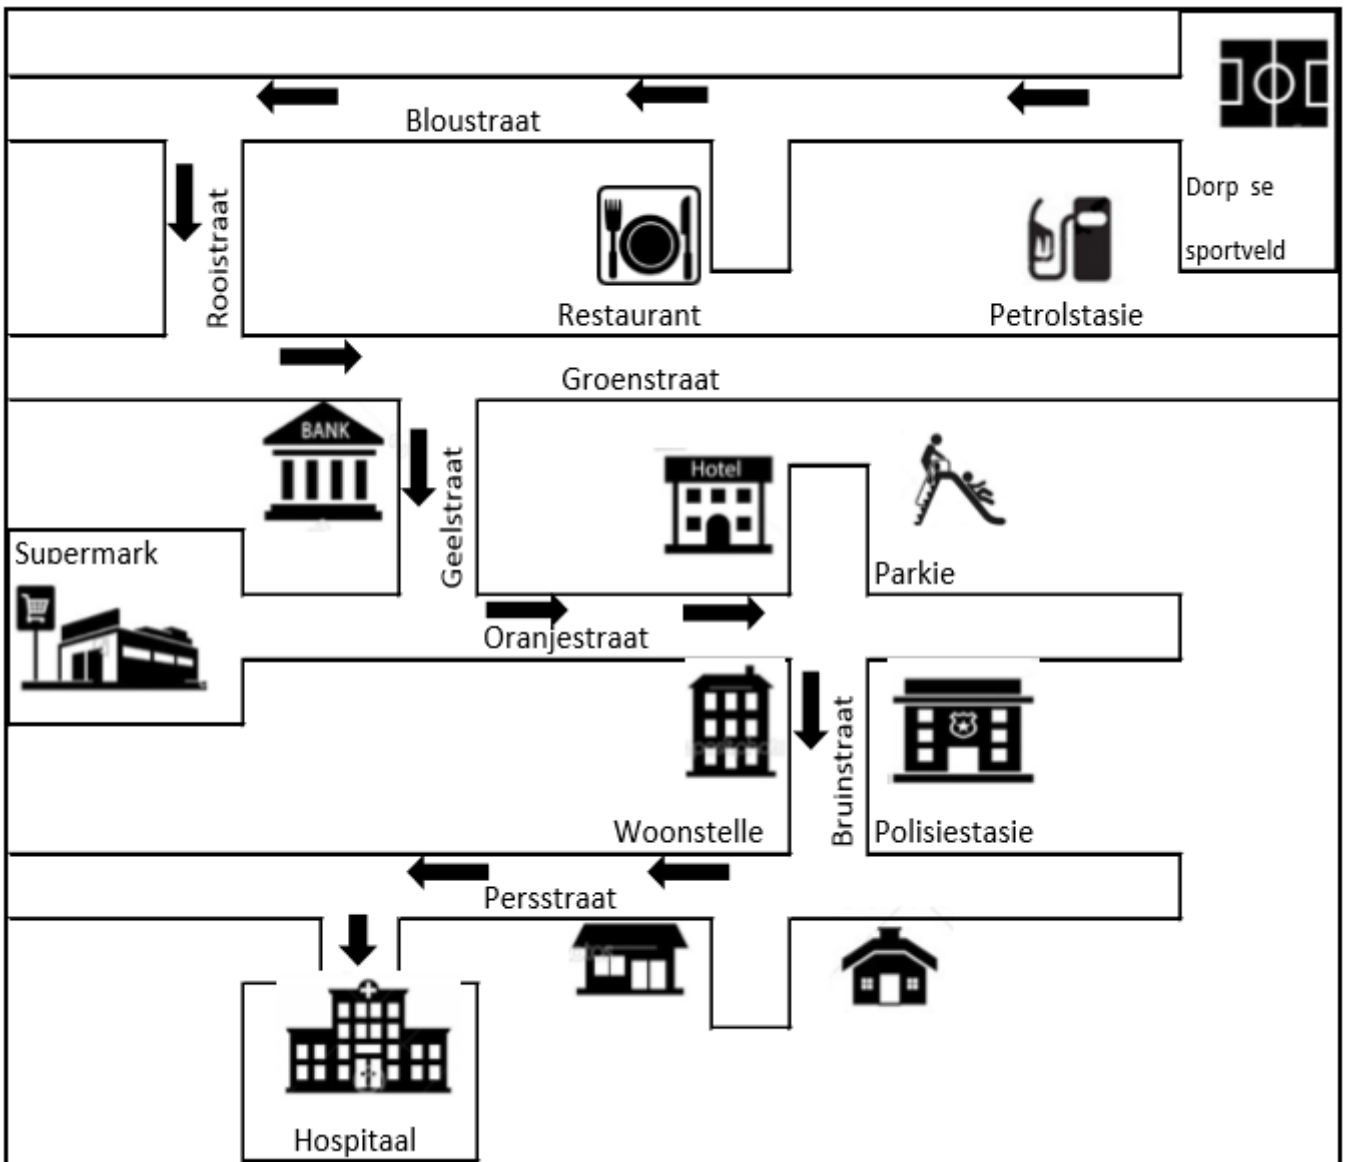 Bloustraat
Dorp se
sportveld
Rooistraat
Restaurant
Petrolstasie
Groenstraat
BANK
Geelstraat
Hotel
Supermark
Parkie
Oranjestraat
Bruinstraat
Woonstelle
Polisiestasie
Persstraat
Hospitaal